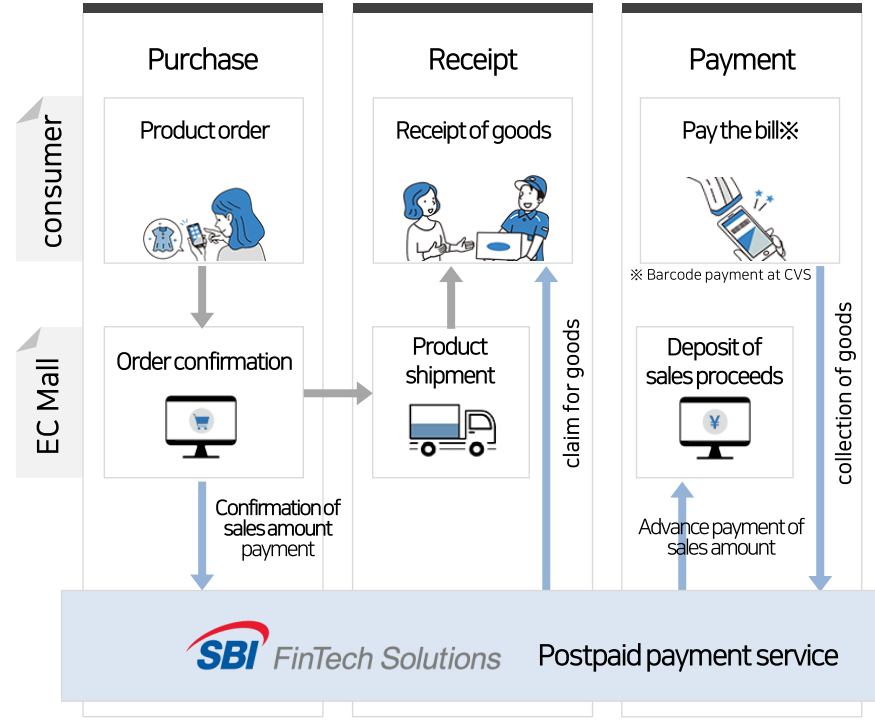 Purchase
Receipt
Payment
consumer
Product order
Receipt of goods
Pay the bill※
※ Barcode payment at CVS
EC Mall
Order confirmation
Product
shipment
claim for goods
Deposit of
sales proceeds
¥
collection of goods
Confirmation of
sales amount
payment
Advance payment of
sales amount
SBI FinTech Solutions
Postpaid payment service